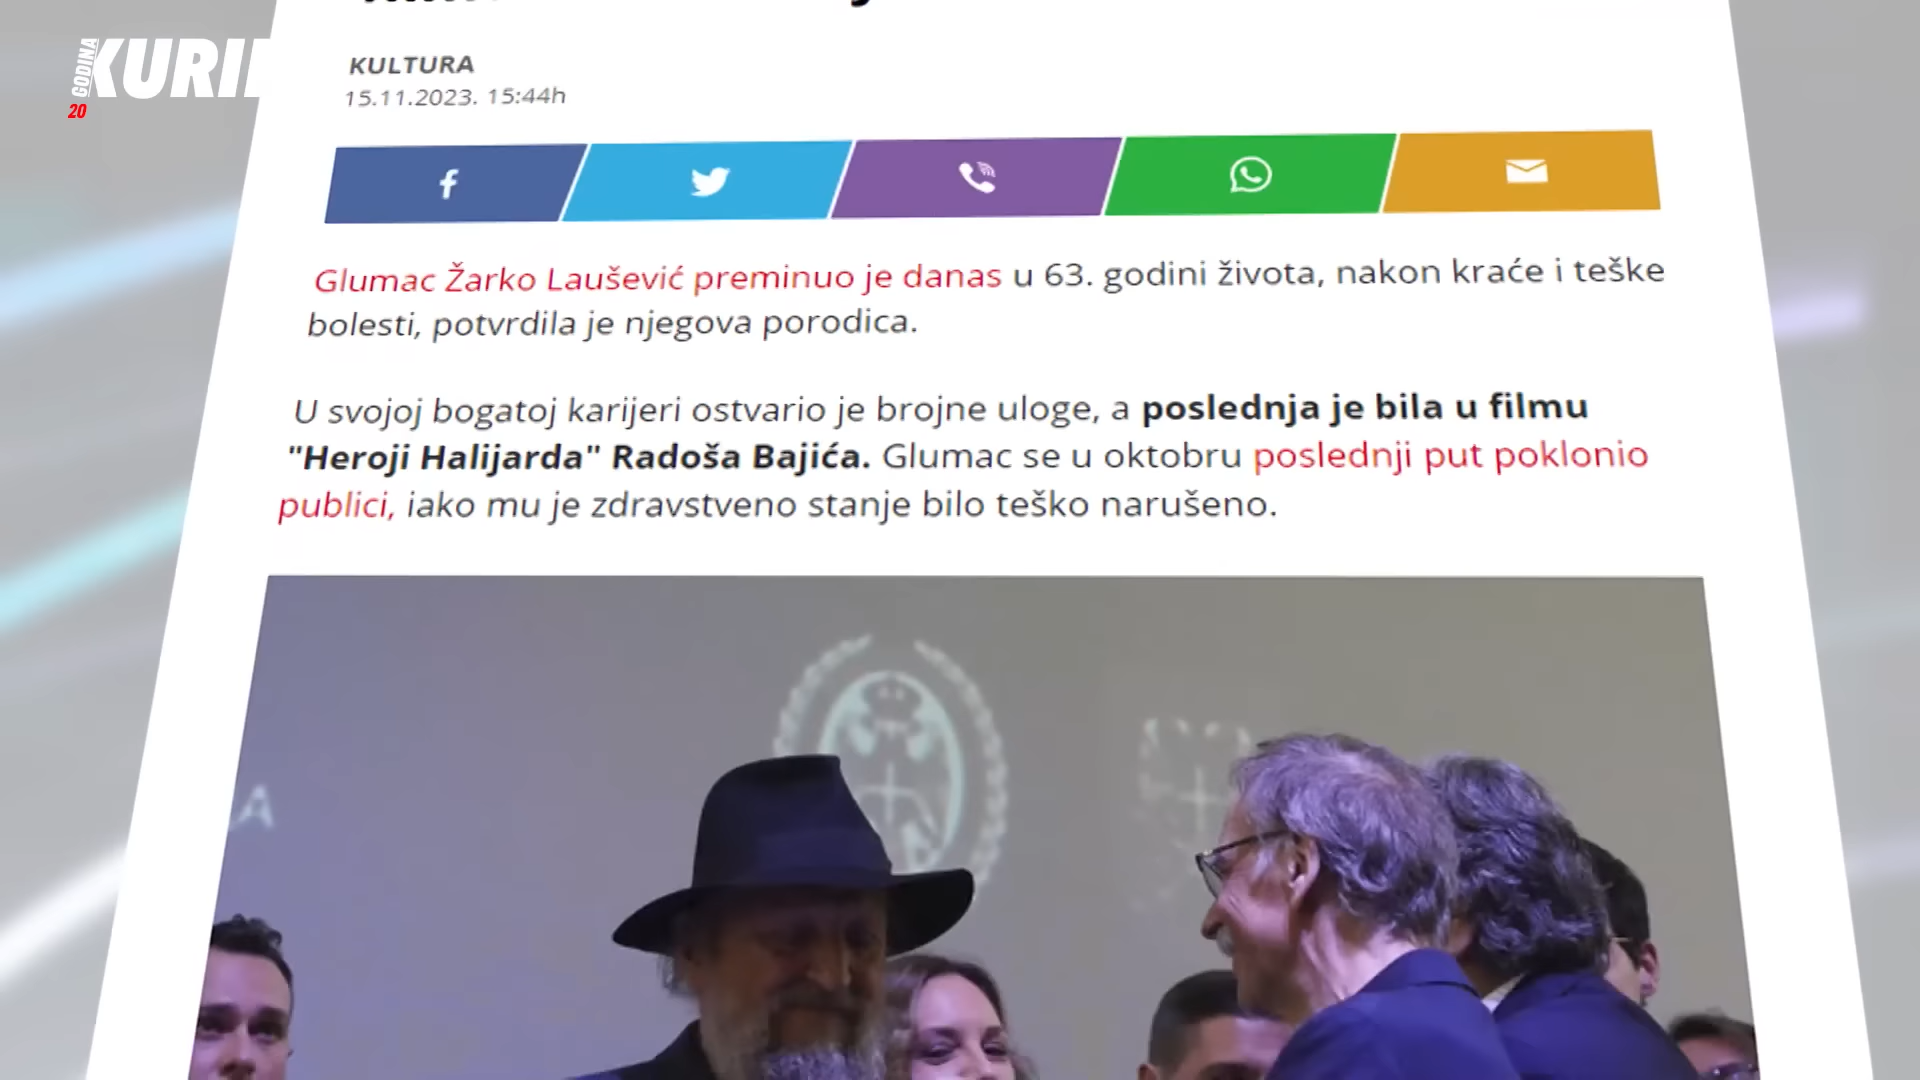 GODINA
KURI
20
KULTURA
15.11.2023. 15:44h
Glumac Žarko Laušević preminuo je danas u 63. godini života, nakon kraće i teške
bolesti, potvrdila je njegova porodica.
U svojoj bogatoj karijeri ostvario je brojne uloge, a poslednja je bila u filmu
"Heroji Halijarda" Radoša Bajića. Glumac se u oktobru poslednji put poklonio
publici, iako mu je zdravstveno stanje bilo teško narušeno.